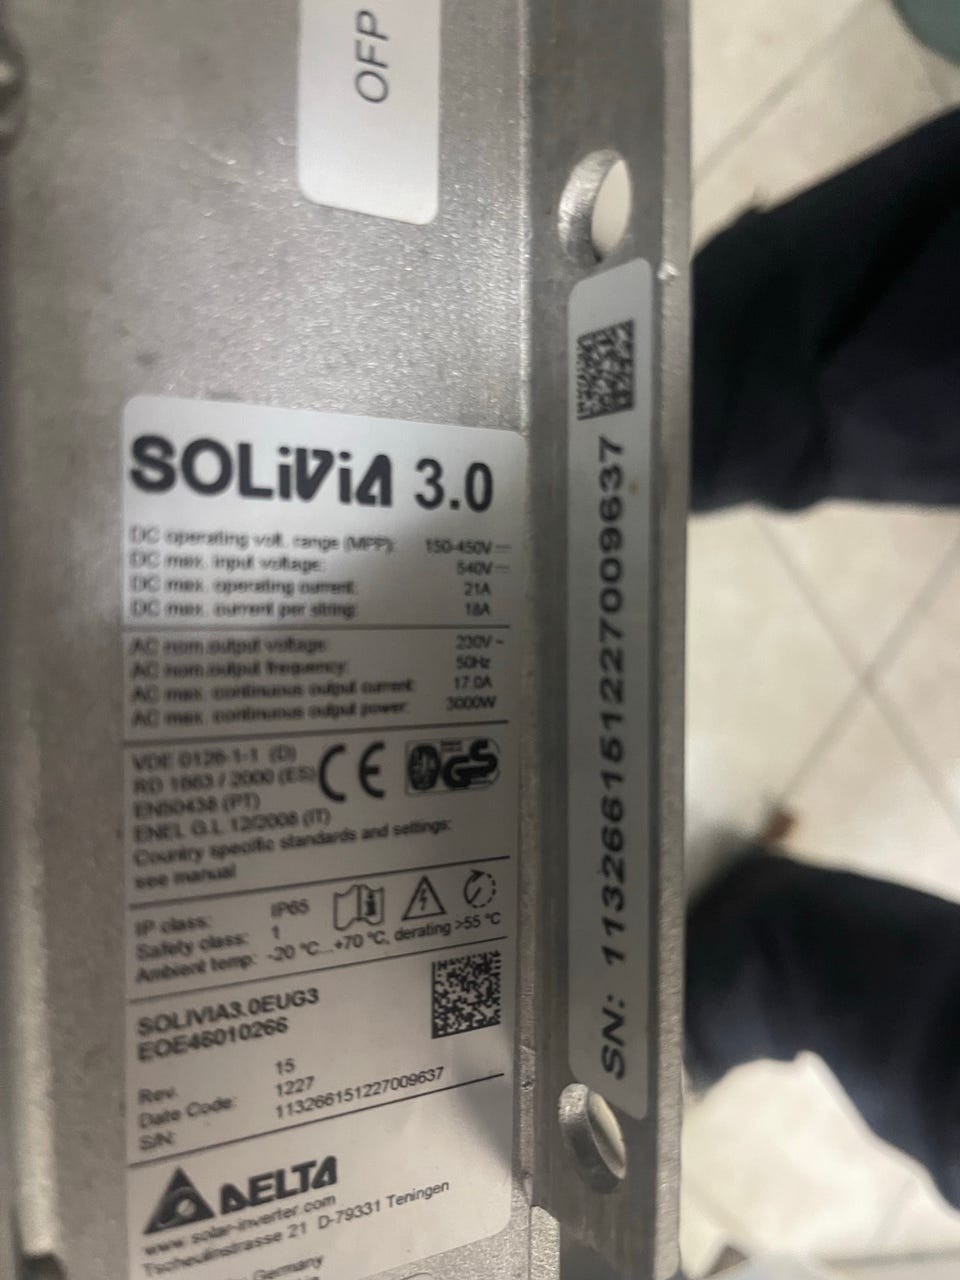 OFP
SOLiViA 3.0
DC operating volt. range (MPP): 150-450V
DC max. input voltage: 540V
DC max. operating current: 21A
DC max. current per string: 18A
AC nom.output voltage: 230V ~
AC nom.output frequency: 50Hz
AC max. continuous output current: 17.0A
AC max. continuous output power: 3000W
VDE 0126-1-1 (D)
RD 1663 / 2000 (ES)
EN50438 (PT)
ENEL G.L. 12/2008 (IT)
CE
GS
Country specific standards and settings:
see manual
IP class: IP65
Safety class: 1
Ambient temp: -20 °C...+70 °C, derating >55 °C
SOLIVIA3.0EUG3
EOE46010266
Rev. 15
Date Code: 1227
S/N: 113266151227009637
DELTA
www.solar-inverter.com
Tscheulinstrasse 21 D-79331 Teningen
Germany
SN: 113266151227009637